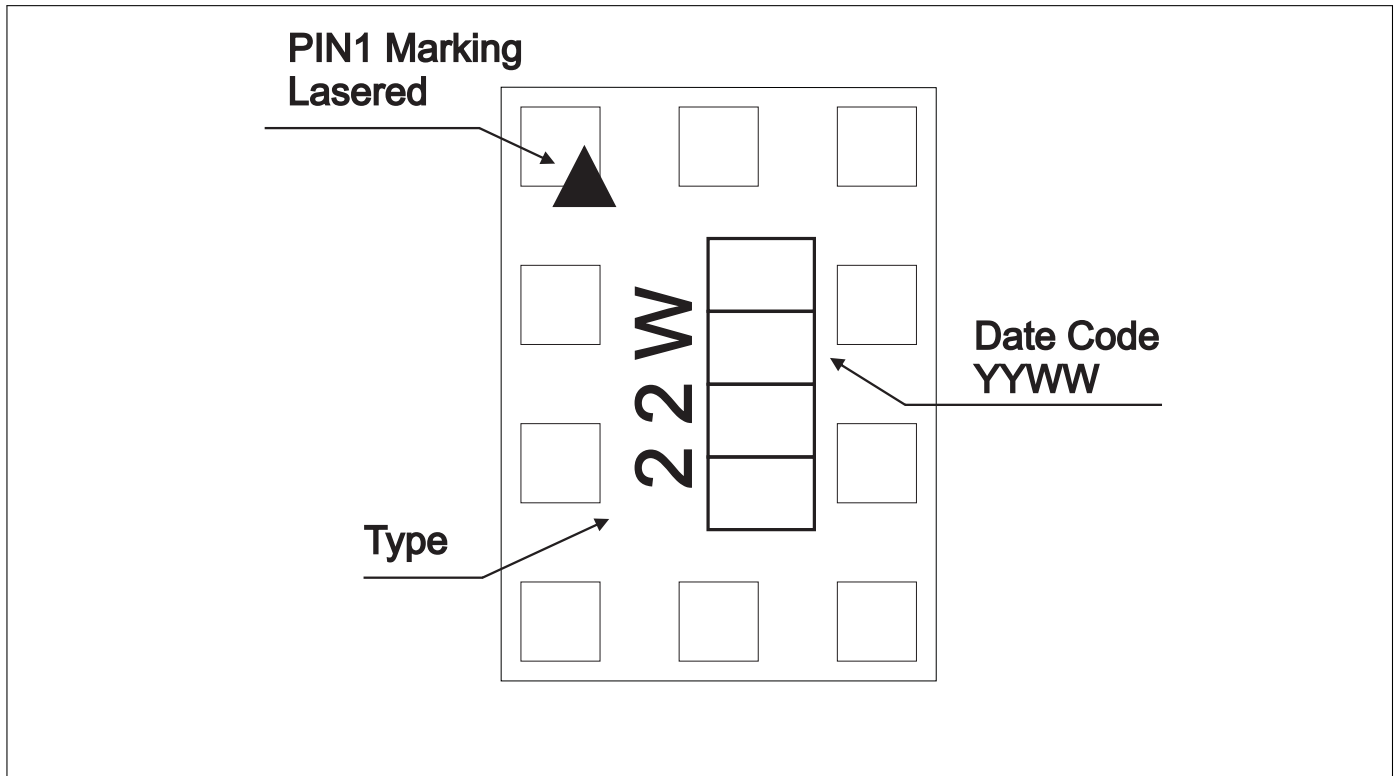 PIN1 Marking
Lasered
22W
Date Code
YYWW
Type